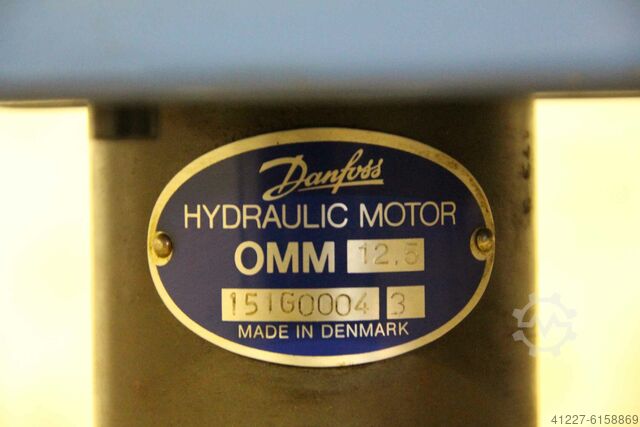 Danfoss
HYDRAULIC MOTOR
OMM 12,5
151G0004 3
MADE IN DENMARK
41227-6158869